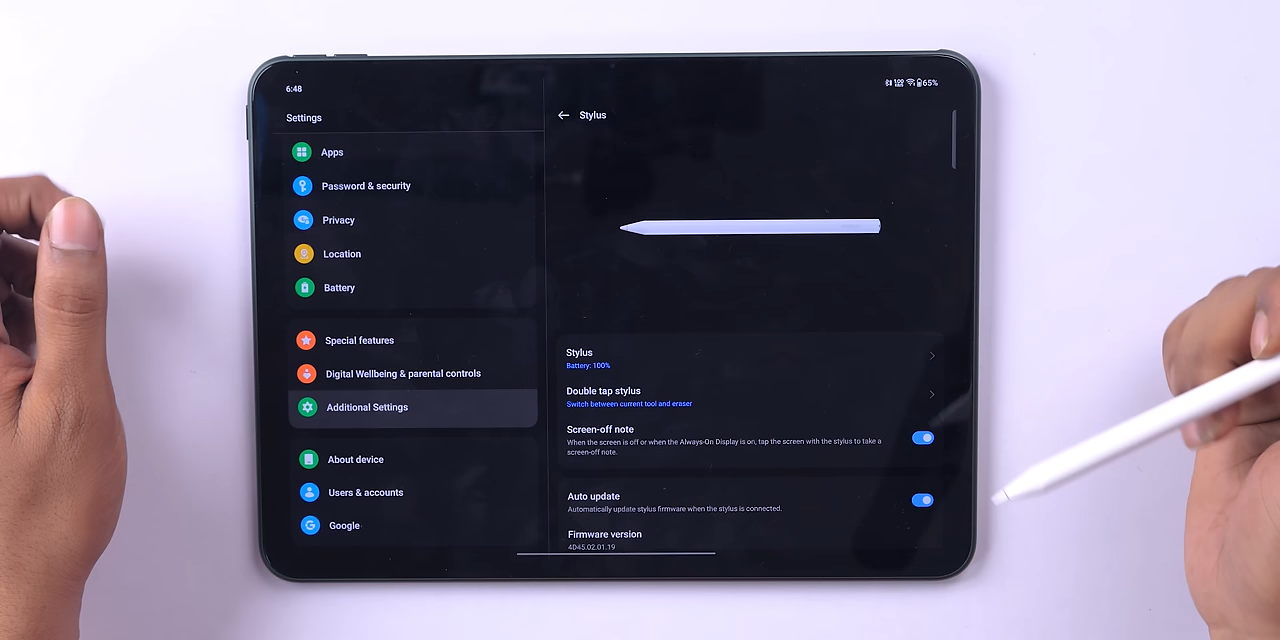 6:48
65%
Settings
Apps
Password & security
Privacy
Location
Battery
Special features
Digital Wellbeing & parental controls
Additional Settings
About device
Users & accounts
Google
Stylus
Stylus
Battery: 100%
Double tap stylus
Switch between current tool and eraser
Screen-off note
When the screen is off or when the Always-On Display is on, tap the screen with the stylus to take a
screen-off note.
Auto update
Automatically update stylus firmware when the stylus is connected.
Firmware version
4D45.02.01.19